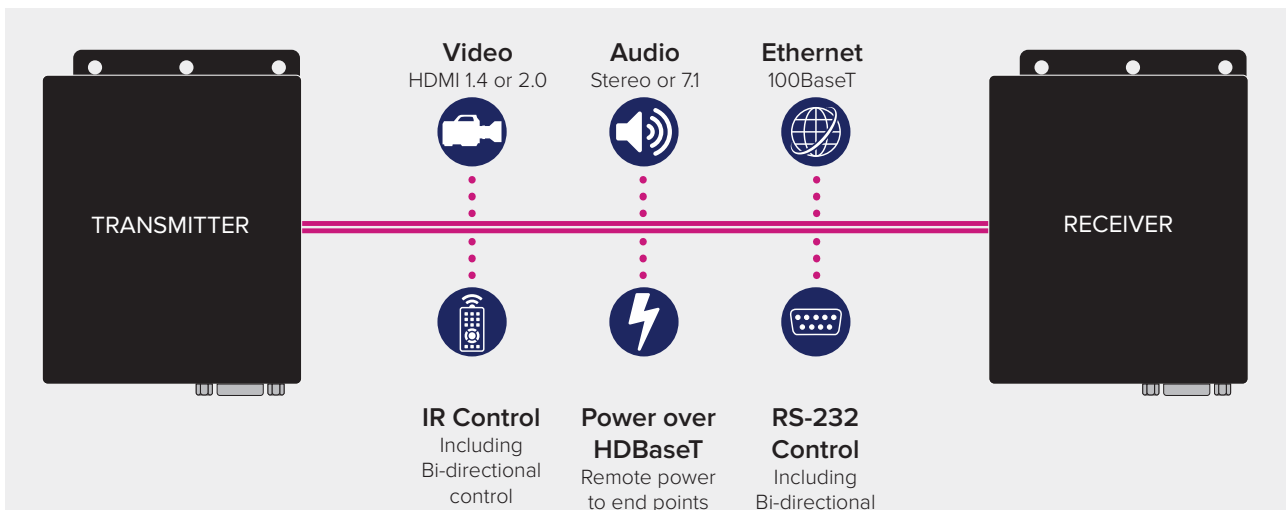 Video
HDMI 1.4 or 2.0
Audio
Stereo or 7.1
Ethernet
100BaseT
TRANSMITTER
RECEIVER
IR Control
Including
Bi-directional
control
Power over
HDBaseT
Remote power
to end points
RS-232
Control
Including
Bi-directional